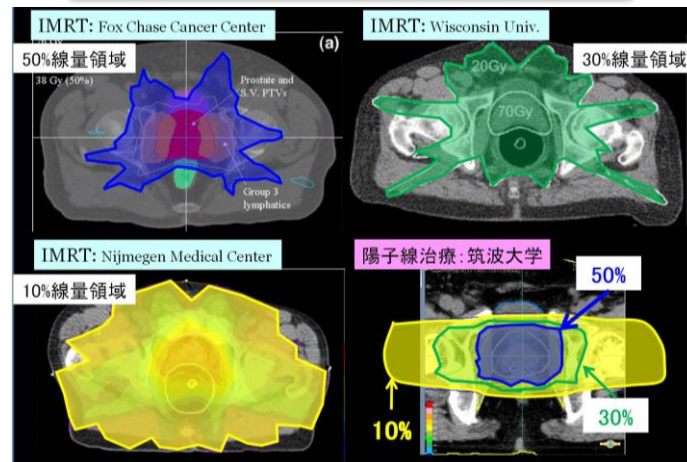 IMRT: Fox Chase Cancer Center
(a)
50%線量領域
38 Gy (50%)
Prostate and
S.V. PTVs
Group 3
lymphatics
IMRT: Wisconsin Univ.
30%線量領域
20Gy
70Gy
IMRT: Nijmegen Medical Center
10%線量領域
陽子線治療:筑波大学
50%
10%
30%